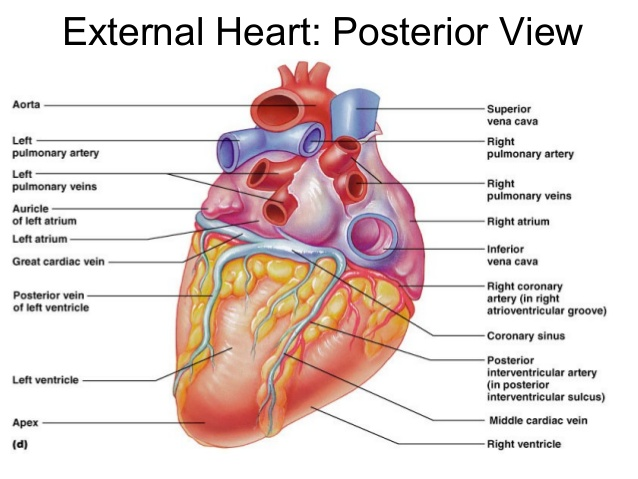 External Heart: Posterior View
Aorta
Left
pulmonary artery
Left
pulmonary veins
Auricle
of left atrium
Left atrium
Great cardiac vein
Posterior vein
of left ventricle
Left ventricle
Apex
(d)
Superior
vena cava
Right
pulmonary artery
Right
pulmonary veins
Right atrium
Inferior
vena cava
Right coronary
artery (in right
atrioventricular groove)
Coronary sinus
Posterior
interventricular artery
(in posterior
interventricular sulcus)
Middle cardiac vein
Right ventricle